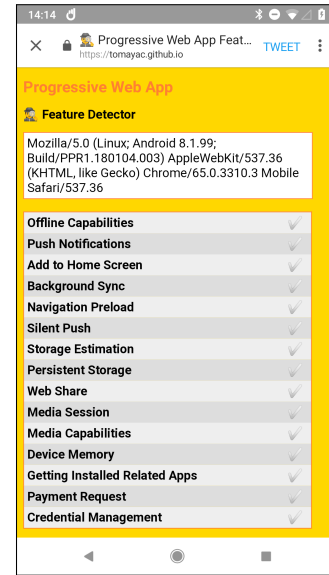 14:14
Progressive Web App Feat...
https://tomayac.github.io
TWEET
Progressive Web App
Feature Detector
Mozilla/5.0 (Linux; Android 8.1.99;
Build/PPR1.180104.003) AppleWebKit/537.36
(KHTML, like Gecko) Chrome/65.0.3310.3 Mobile
Safari/537.36
Offline Capabilities
Push Notifications
Add to Home Screen
Background Sync
Navigation Preload
Silent Push
Storage Estimation
Persistent Storage
Web Share
Media Session
Media Capabilities
Device Memory
Getting Installed Related Apps
Payment Request
Credential Management